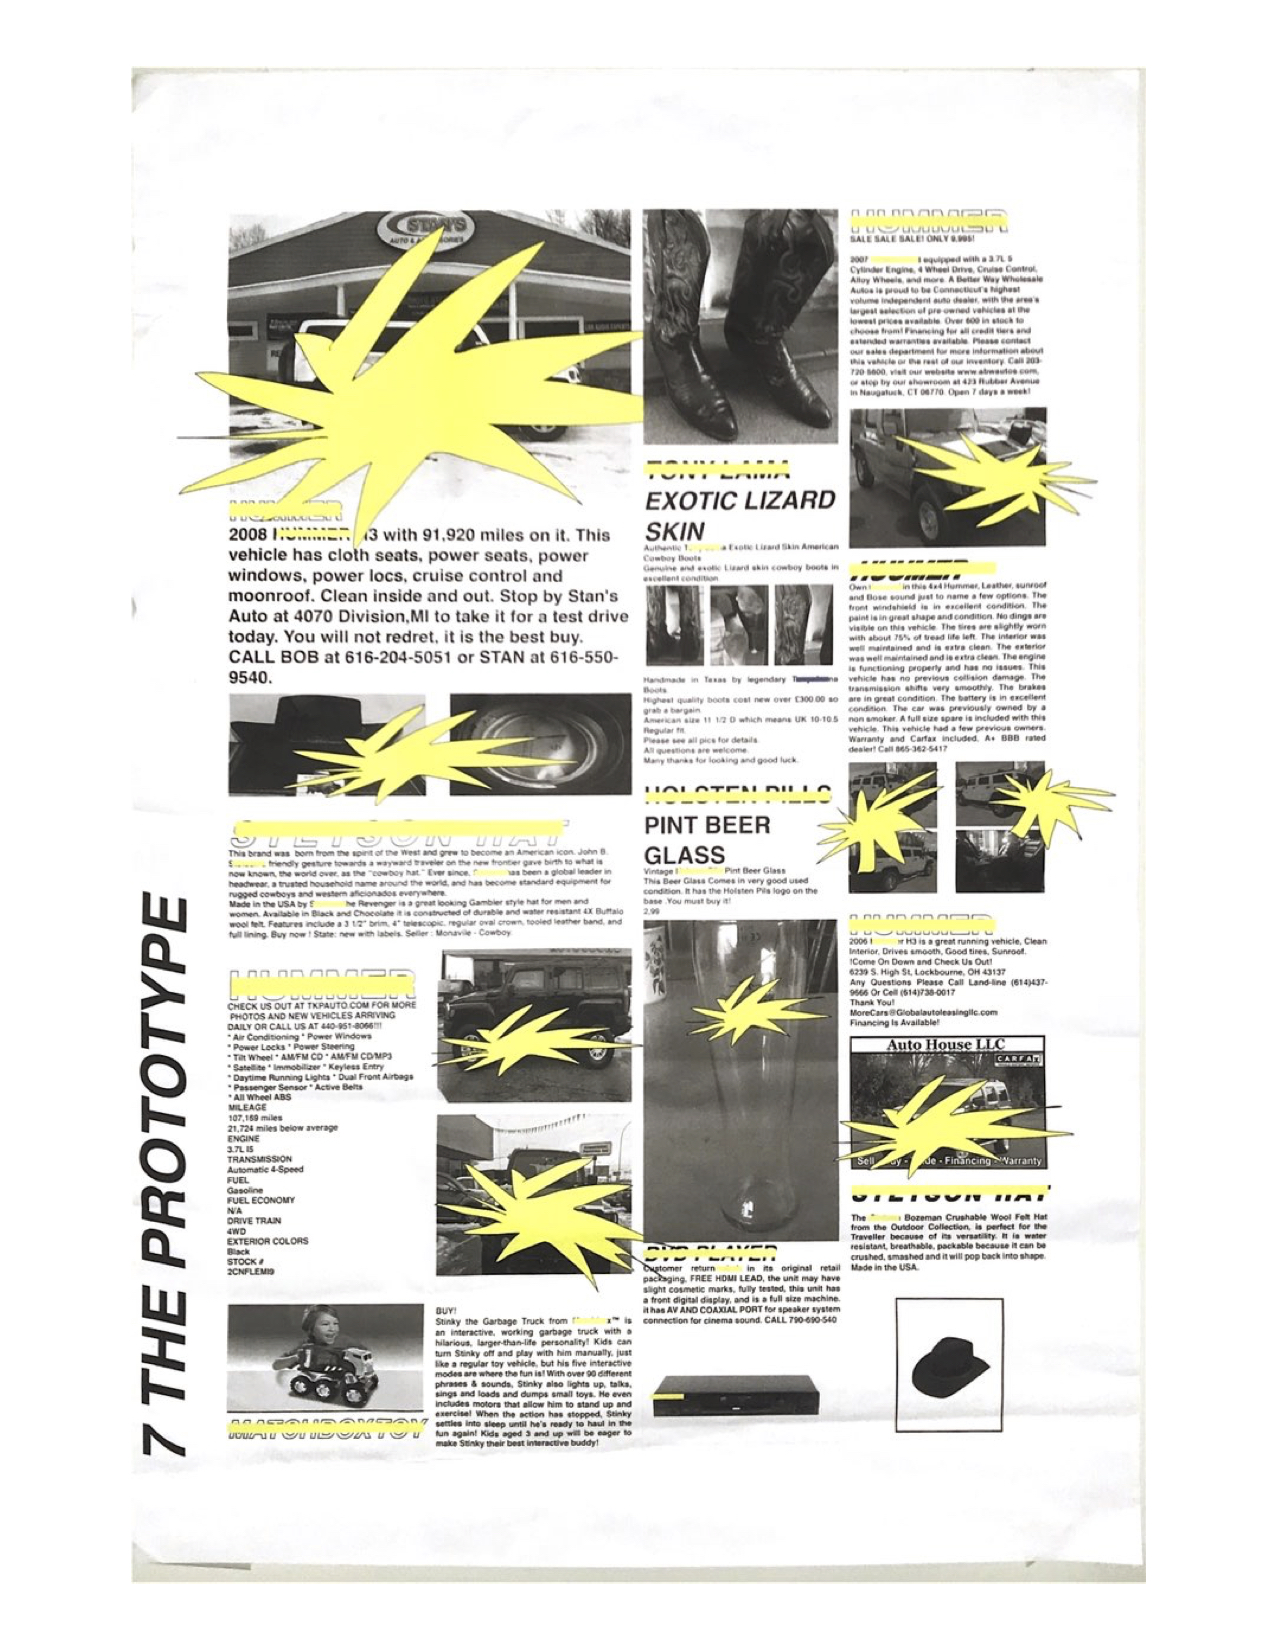 7 THE PROTOTYPE
STAN'S
AUTO & ACCESSORIES
HUMMER
2008 HUMMER H3 with 91,920 miles on it. This
vehicle has cloth seats, power seats, power
windows, power locs, cruise control and
moonroof. Clean inside and out. Stop by Stan's
Auto at 4070 Division,MI to take it for a test drive
today. You will not redret, it is the best buy.
CALL BOB at 616-204-5051 or STAN at 616-550-
9540.
STETSON HAT
This brand was born from the spirit of the West and grew to become an American icon. John B.
friendly gesture towards a wayward traveler on the new frontier gave birth to what is
now known, the world over, as the "cowboy hat." Ever since, has been a global leader in
headwear, a trusted household name around the world, and has become standard equipment for
rugged cowboys and western aficionados everywhere.
Made in the USA by S he Revenger is a great looking Gambler style hat for men and
women. Available in Black and Chocolate it is constructed of durable and water resistant 4X Buffalo
wool felt. Features include a 3 1/2" brim, 4" telescopic, regular oval crown, tooled leather band, and
full lining. Buy now ! State: new with labels. Seller : Monavile - Cowboy.
HUMMER
CHECK US OUT AT TKPAUTO.COM FOR MORE
PHOTOS AND NEW VEHICLES ARRIVING
DAILY OR CALL US AT 440-951-8066!!!
* Air Conditioning * Power Windows
* Power Locks * Power Steering
* Tilt Wheel * AM/FM CD * AM/FM CD/MP3
* Satellite * Immobilizer * Keyless Entry
* Daytime Running Lights * Dual Front Airbags
* Passenger Sensor * Active Belts
* All Wheel ABS
MILEAGE
107,169 miles
21,724 miles below average
ENGINE
3.7L I5
TRANSMISSION
Automatic 4-Speed
FUEL
Gasoline
FUEL ECONOMY
N/A
DRIVE TRAIN
4WD
EXTERIOR COLORS
Black
STOCK #
2CNFLEMI9
MATCHBOX TOY
BUY!
Stinky the Garbage Truck from x™ is
an interactive, working garbage truck with a
hilarious, larger-than-life personality! Kids can
turn Stinky off and play with him manually, just
like a regular toy vehicle, but his five interactive
modes are where the fun is! With over 90 different
phrases & sounds, Stinky also lights up, talks,
sings and loads and dumps small toys. He even
includes motors that allow him to stand up and
exercise! When the action has stopped, Stinky
settles into sleep until he's ready to haul in the
fun again! Kids aged 3 and up will be eager to
make Stinky their best interactive buddy!
TONY LAMA
EXOTIC LIZARD
SKIN
Authentic T a Exotic Lizard Skin American
Cowboy Boots
Genuine and exotic Lizard skin cowboy boots in
excellent condition
Handmade in Texas by legendary
Boots
Highest quality boots cost new over £300.00 so
grab a bargain
American size 11 1/2 D which means UK 10-10.5
Regular fit.
Please see all pics for details.
All questions are welcome.
Many thanks for looking and good luck.
HOLSTEN PILLS
PINT BEER
GLASS
Vintage Pint Beer Glass
This Beer Glass Comes in very good used
condition. It has the Holsten Pils logo on the
base .You must buy it!
2,99
DVD PLAYER
Customer return in its original retail
packaging, FREE HDMI LEAD, the unit may have
slight cosmetic marks, fully tested, this unit has
a front digital display, and is a full size machine.
it has AV AND COAXIAL PORT for speaker system
connection for cinema sound. CALL 790-690-540
HUMMER
SALE SALE SALE! ONLY 9,995!
2007 equipped with a 3.7L 5
Cylinder Engine, 4 Wheel Drive, Cruise Control,
Alloy Wheels, and more. A Better Way Wholesale
Autos is proud to be Connecticut's highest
volume independent auto dealer, with the area's
largest selection of pre owned vehicles at the
lowest prices available. Over 600 in stock to
choose from! Financing for all credit tiers and
extended warranties available. Please contact
our sales department for more information about
this vehicle or the rest of our inventory. Call 203-
720-5600, visit our website www.abwautos.com,
or stop by our showroom at 423 Rubber Avenue
in Naugatuck, CT 06770. Open 7 days a week!
HUUMER
Own in this 4x4 Hummer, Leather, sunroof
and Bose sound just to name a few options. The
front windshield is in excellent condition. The
paint is in great shape and condition. No dings are
visible on this vehicle. The tires are slightly worn
with about 75% of tread life left. The interior was
well maintained and is extra clean. The exterior
was well maintained and is extra clean. The engine
is functioning properly and has no issues. This
vehicle has no previous collision damage. The
transmission shifts very smoothly. The brakes
are in great condition. The battery is in excellent
condition. The car was previously owned by a
non smoker. A full size spare is included with this
vehicle. This vehicle had a few previous owners.
Warranty and Carfax included, A+ BBB rated
dealer! Call 865-362-5417
HUMMER
2006 H r H3 is a great running vehicle, Clean
Interior, Drives smooth, Good tires, Sunroof.
!Come On Down and Check Us Out!
6239 S. High St, Lockbourne, OH 43137
Any Questions Please Call Land-line (614)437-
9666 Or Cell (614)738-0017
Thank You!
MoreCars@Globalautoleasingllc.com
Financing Is Available!
Auto House LLC
CARFAX
Sell - Financing - Warranty
STETSON HAT
The Bozeman Crushable Wool Felt Hat
from the Outdoor Collection, is perfect for the
Traveller because of its versatility. It is water
resistant, breathable, packable because it can be
crushed, smashed and it will pop back into shape.
Made in the USA.